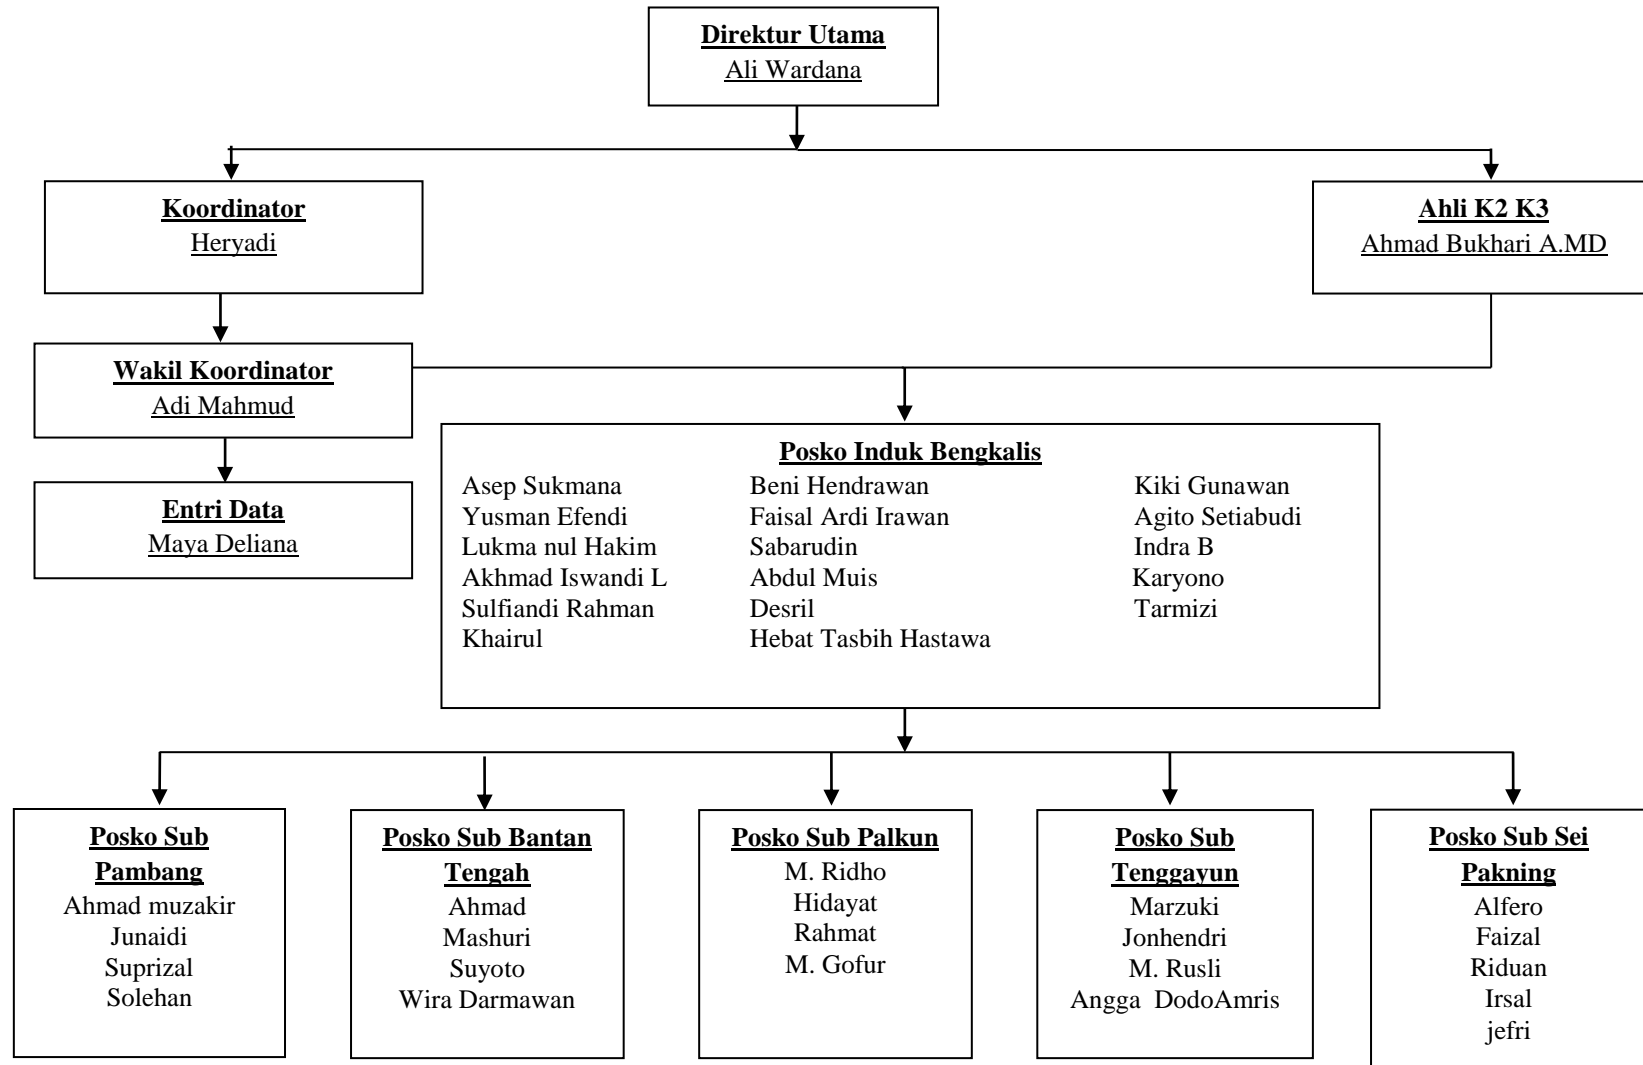 Direktur Utama
Ali Wardana
Koordinator
Heryadi
Ahli K2 K3
Ahmad Bukhari A.MD
Wakil Koordinator
Adi Mahmud
Entri Data
Maya Deliana
Posko Induk Bengkalis
Asep Sukmana Beni Hendrawan Kiki Gunawan
Yusman Efendi Faisal Ardi Irawan Agito Setiabudi
Lukma nul Hakim Sabarudin Indra B
Akhmad Iswandi L Abdul Muis Karyono
Sulfiandi Rahman Desril Tarmizi
Khairul Hebat Tasbih Hastawa
Posko Sub
Pambang
Ahmad muzakir
Junaidi
Suprizal
Solehan
Posko Sub Bantan
Tengah
Ahmad
Mashuri
Suyoto
Wira Darmawan
Posko Sub Palkun
M. Ridho
Hidayat
Rahmat
M. Gofur
Posko Sub
Tenggayun
Marzuki
Jonhendri
M. Rusli
Angga DodoAmris
Posko Sub Sei
Pakning
Alfero
Faizal
Riduan
Irsal
jefri